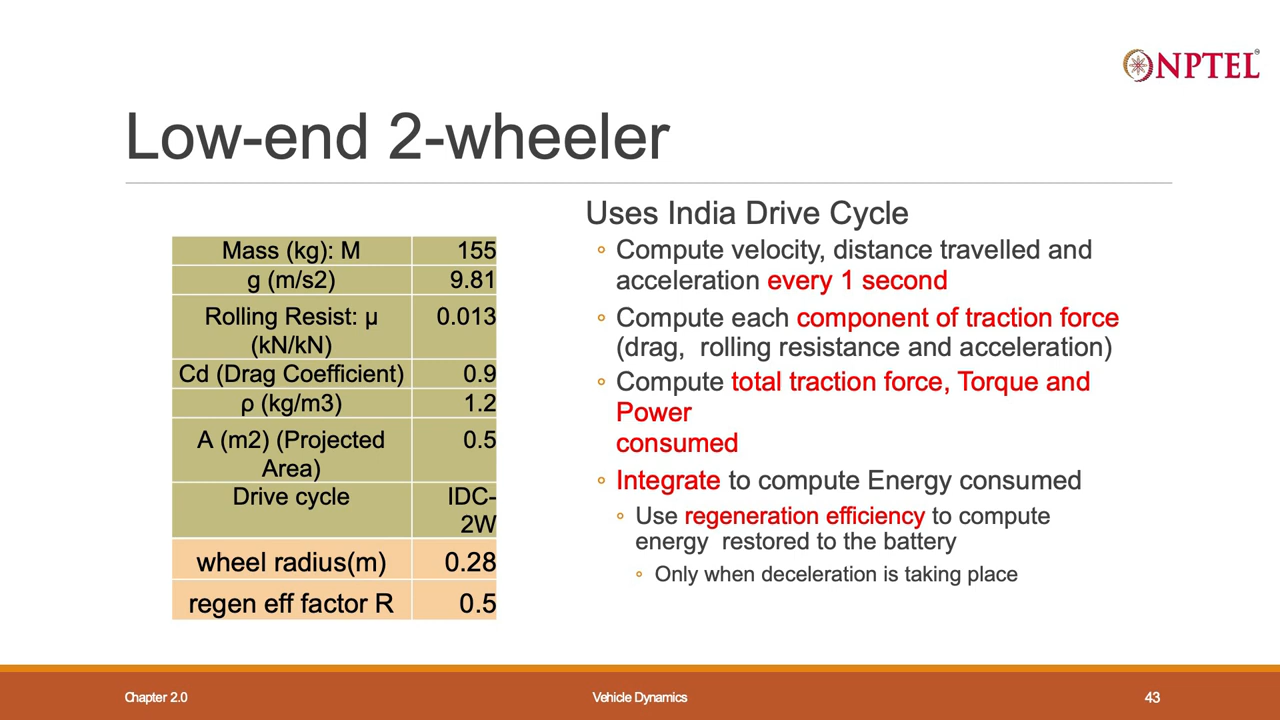 NPTEL
Low-end 2-wheeler
Mass (kg): M 155
g (m/s2) 9.81
Rolling Resist: µ 0.013
(kN/kN)
Cd (Drag Coefficient) 0.9
ρ (kg/m3) 1.2
A (m2) (Projected 0.5
Area)
Drive cycle IDC-
2W
wheel radius(m) 0.28
regen eff factor R 0.5
Uses India Drive Cycle
◦ Compute velocity, distance travelled and
acceleration every 1 second
◦ Compute each component of traction force
(drag, rolling resistance and acceleration)
◦ Compute total traction force, Torque and
Power
consumed
◦ Integrate to compute Energy consumed
◦ Use regeneration efficiency to compute
energy restored to the battery
◦ Only when deceleration is taking place
Chapter 2.0 Vehicle Dynamics 43